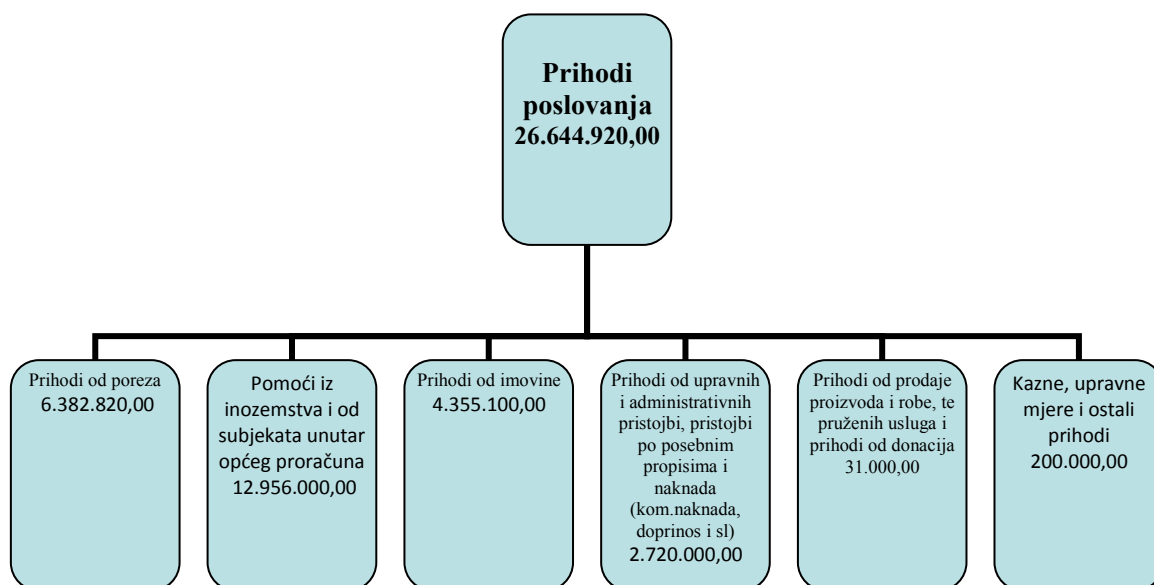 Prihodi
poslovanja
26.644.920,00
Prihodi od poreza
6.382.820,00
Pomoći iz
inozemstva i od
subjekata unutar
općeg proračuna
12.956.000,00
Prihodi od imovine
4.355.100,00
Prihodi od upravnih
i administrativnih
pristojbi, pristojbi
po posebnim
propisima i
naknada
(kom.naknada,
doprinos i sl)
2.720.000,00
Prihodi od prodaje
proizvoda i robe, te
pruženih usluga i
prihodi od donacija
31.000,00
Kazne, upravne
mjere i ostali
prihodi
200.000,00